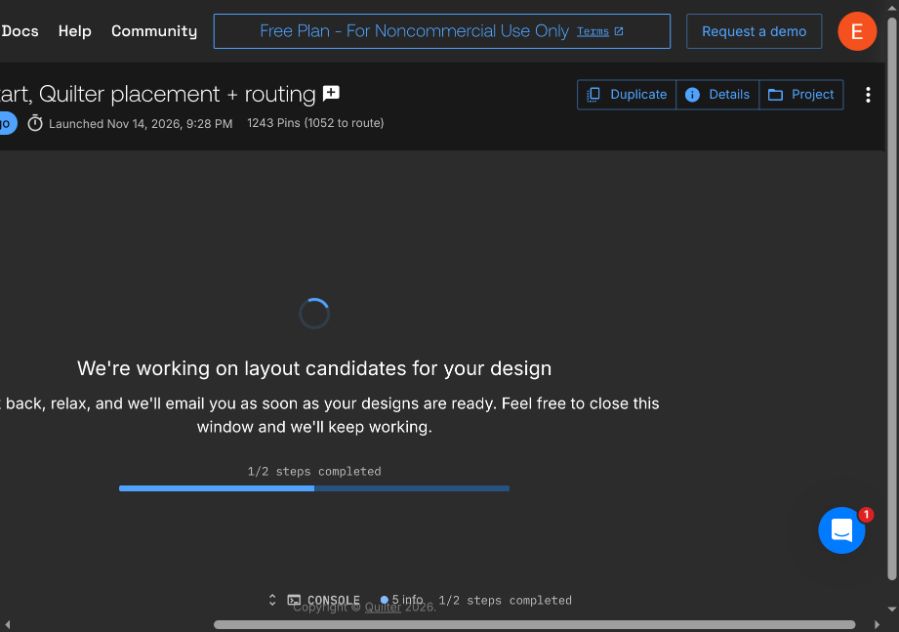 Docs Help Community Free Plan - For Noncommercial Use Only Terms Request a demo E
art, Quilter placement + routing
go Launched Nov 14, 2026, 9:28 PM 1243 Pins (1052 to route)
Duplicate Details Project
We're working on layout candidates for your design
back, relax, and we'll email you as soon as your designs are ready. Feel free to close this
window and we'll keep working.
1/2 steps completed
1
CONSOLE 5 info 1/2 steps completed
Copyright © Quilter 2026.